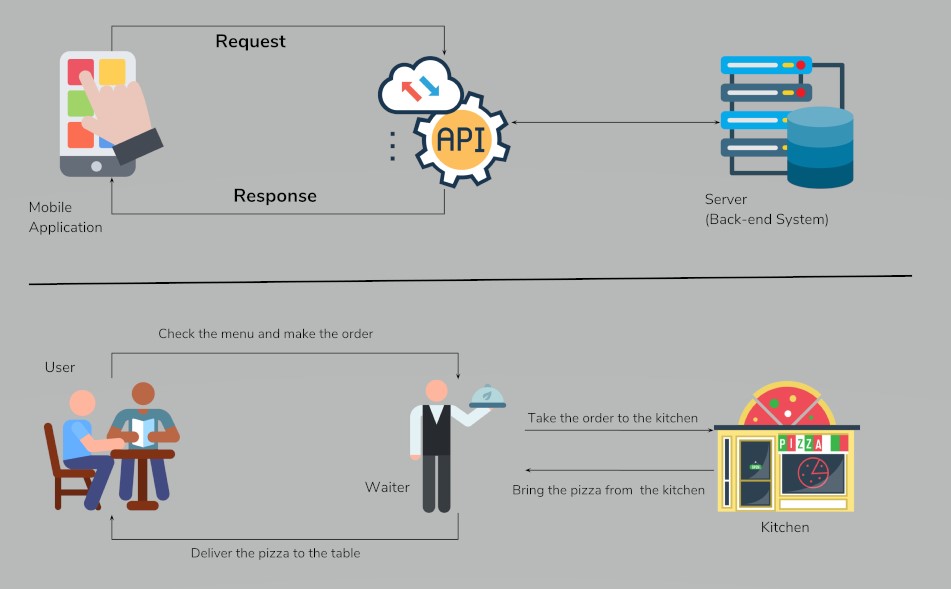 Request
API
Response
Mobile
Application
Server
(Back-end System)
Check the menu and make the order
User
Take the order to the kitchen
PIZZA
Waiter
Bring the pizza from the kitchen
Kitchen
Deliver the pizza to the table